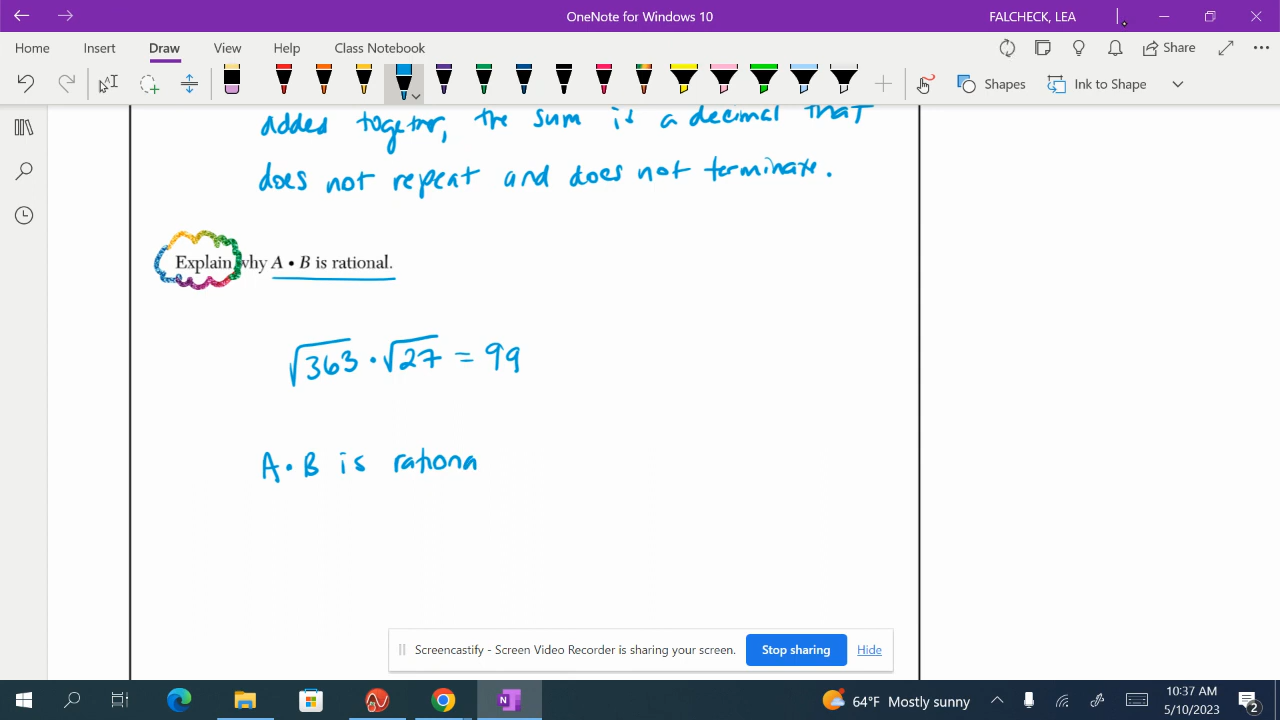 OneNote for Windows 10
FALCHECK, LEA
Home Insert Draw View Help Class Notebook
Share
Shapes
Ink to Shape
added together, the sum is a decimal that
does not repeat and does not terminate.
Explain why A • B is rational.
√363 • √27 = 99
A • B is rationa
Screencastify - Screen Video Recorder is sharing your screen.
Stop sharing
Hide
64°F Mostly sunny
10:37 AM
5/10/2023
2